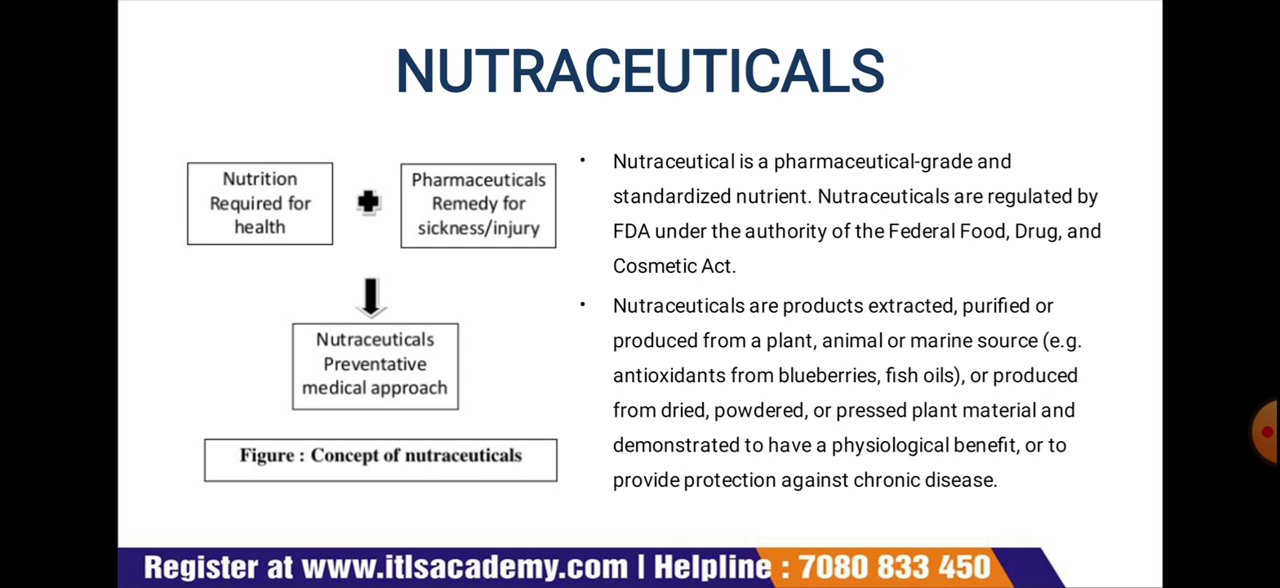 NUTRACEUTICALS
Nutrition
Required for
health
Pharmaceuticals
Remedy for
sickness/injury
Nutraceuticals
Preventative
medical approach
Figure : Concept of nutraceuticals
• Nutraceutical is a pharmaceutical-grade and
standardized nutrient. Nutraceuticals are regulated by
FDA under the authority of the Federal Food, Drug, and
Cosmetic Act.
• Nutraceuticals are products extracted, purified or
produced from a plant, animal or marine source (e.g.
antioxidants from blueberries, fish oils), or produced
from dried, powdered, or pressed plant material and
demonstrated to have a physiological benefit, or to
provide protection against chronic disease.
Register at www.itlsacademy.com | Helpline : 7080 833 450